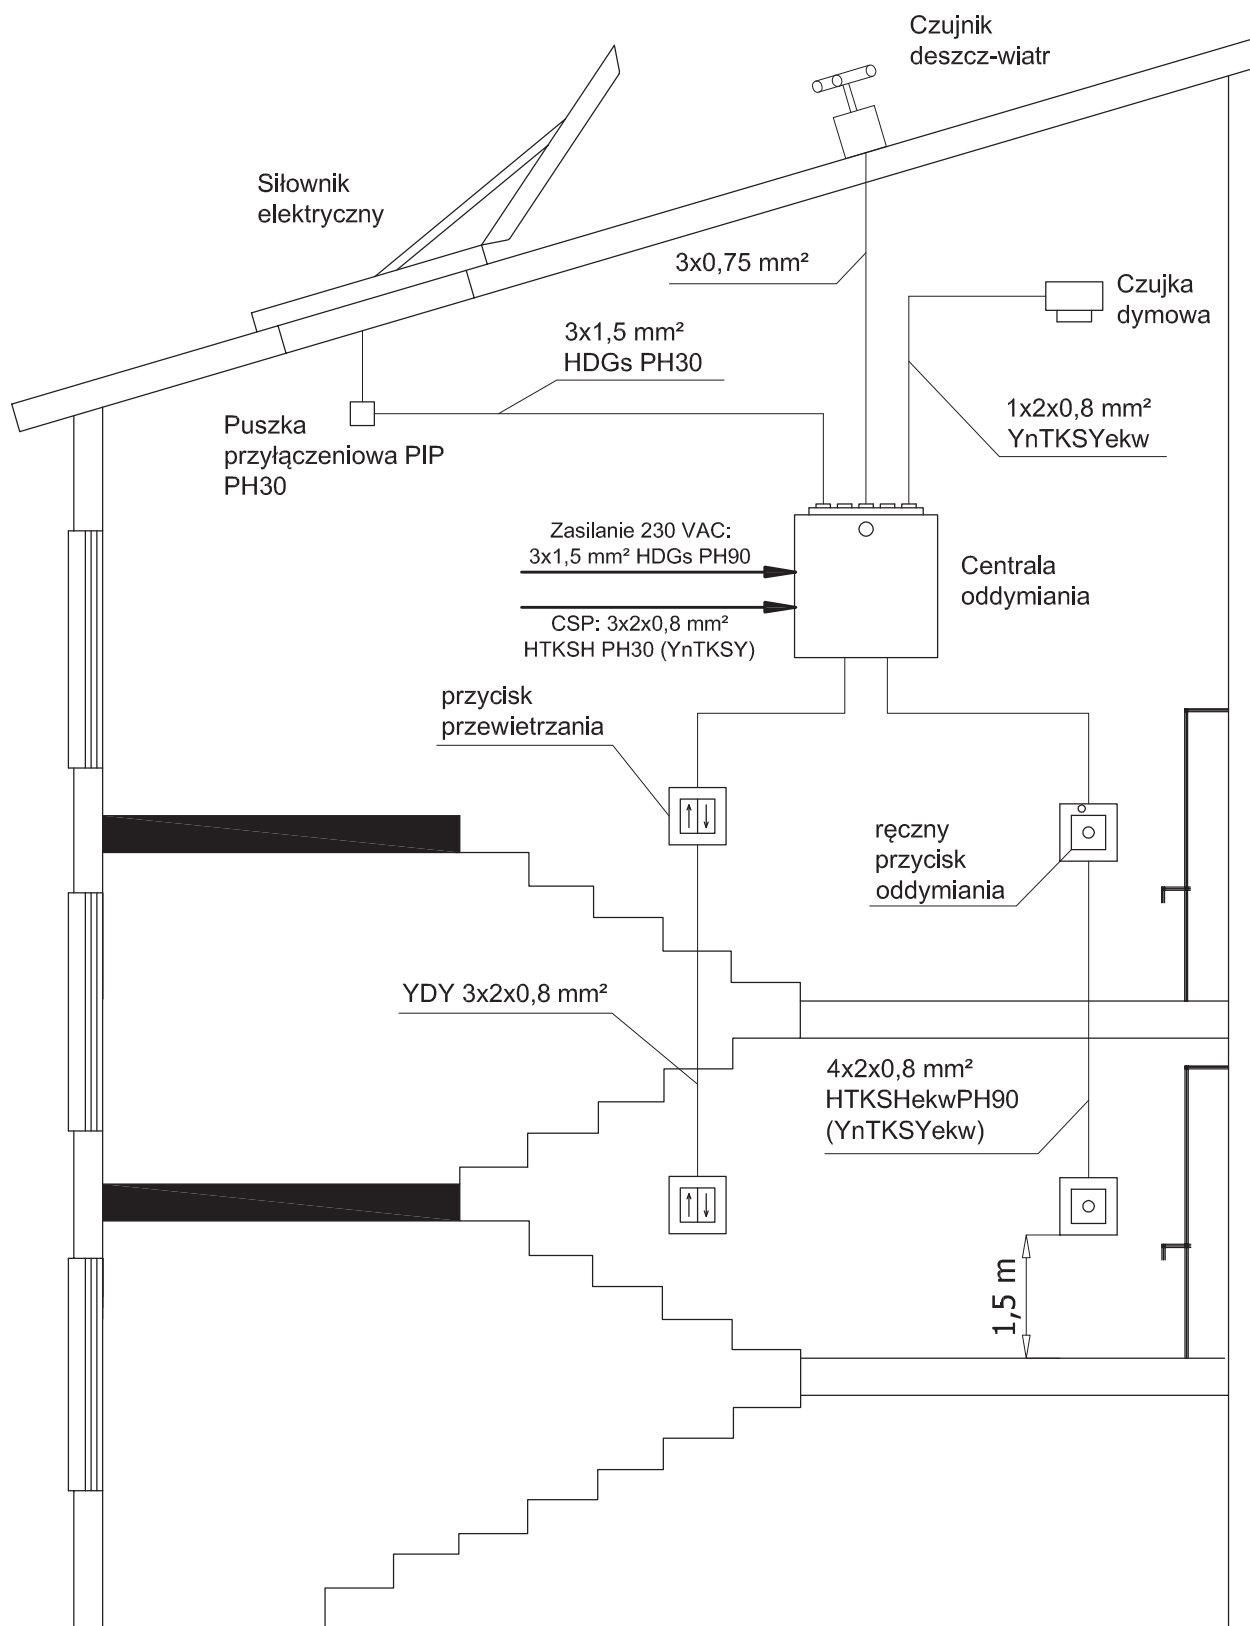 Czujnik
deszcz-wiatr
Siłownik
elektryczny
3x0,75 mm²
Czujka
dymowa
3x1,5 mm²
HDGs PH30
1x2x0,8 mm²
YnTKSYekw
Puszka
przyłączeniowa PIP
PH30
Zasilanie 230 VAC:
3x1,5 mm² HDGs PH90
Centrala
oddymiania
CSP: 3x2x0,8 mm²
HTKSH PH30 (YnTKSY)
przycisk
przewietrzania
ręczny
przycisk
oddymiania
YDY 3x2x0,8 mm²
4x2x0,8 mm²
HTKSHekwPH90
(YnTKSYekw)
1,5 m